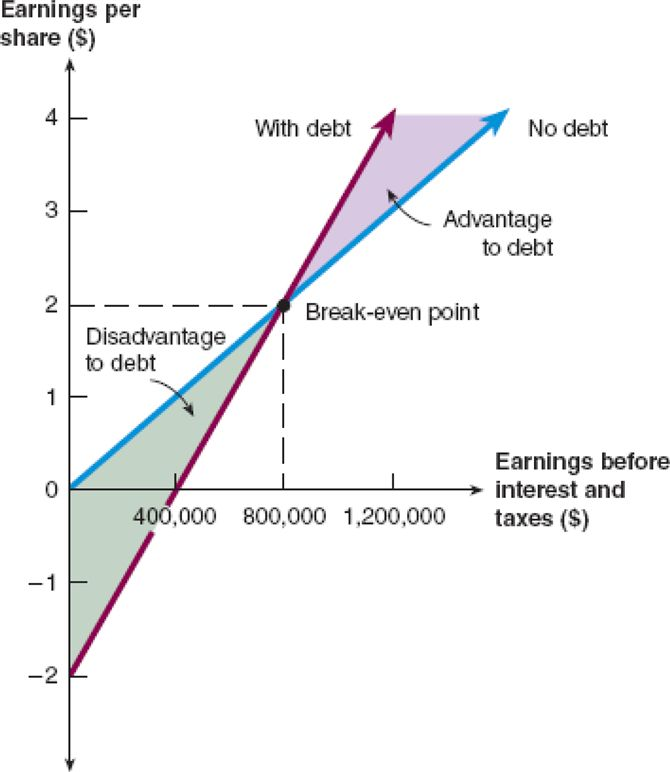 Earnings per
share ($)
4
With debt
No debt
3
Advantage
to debt
2
Break-even point
Disadvantage
to debt
1
Earnings before
interest and
taxes ($)
0
400,000 800,000 1,200,000
−1
−2